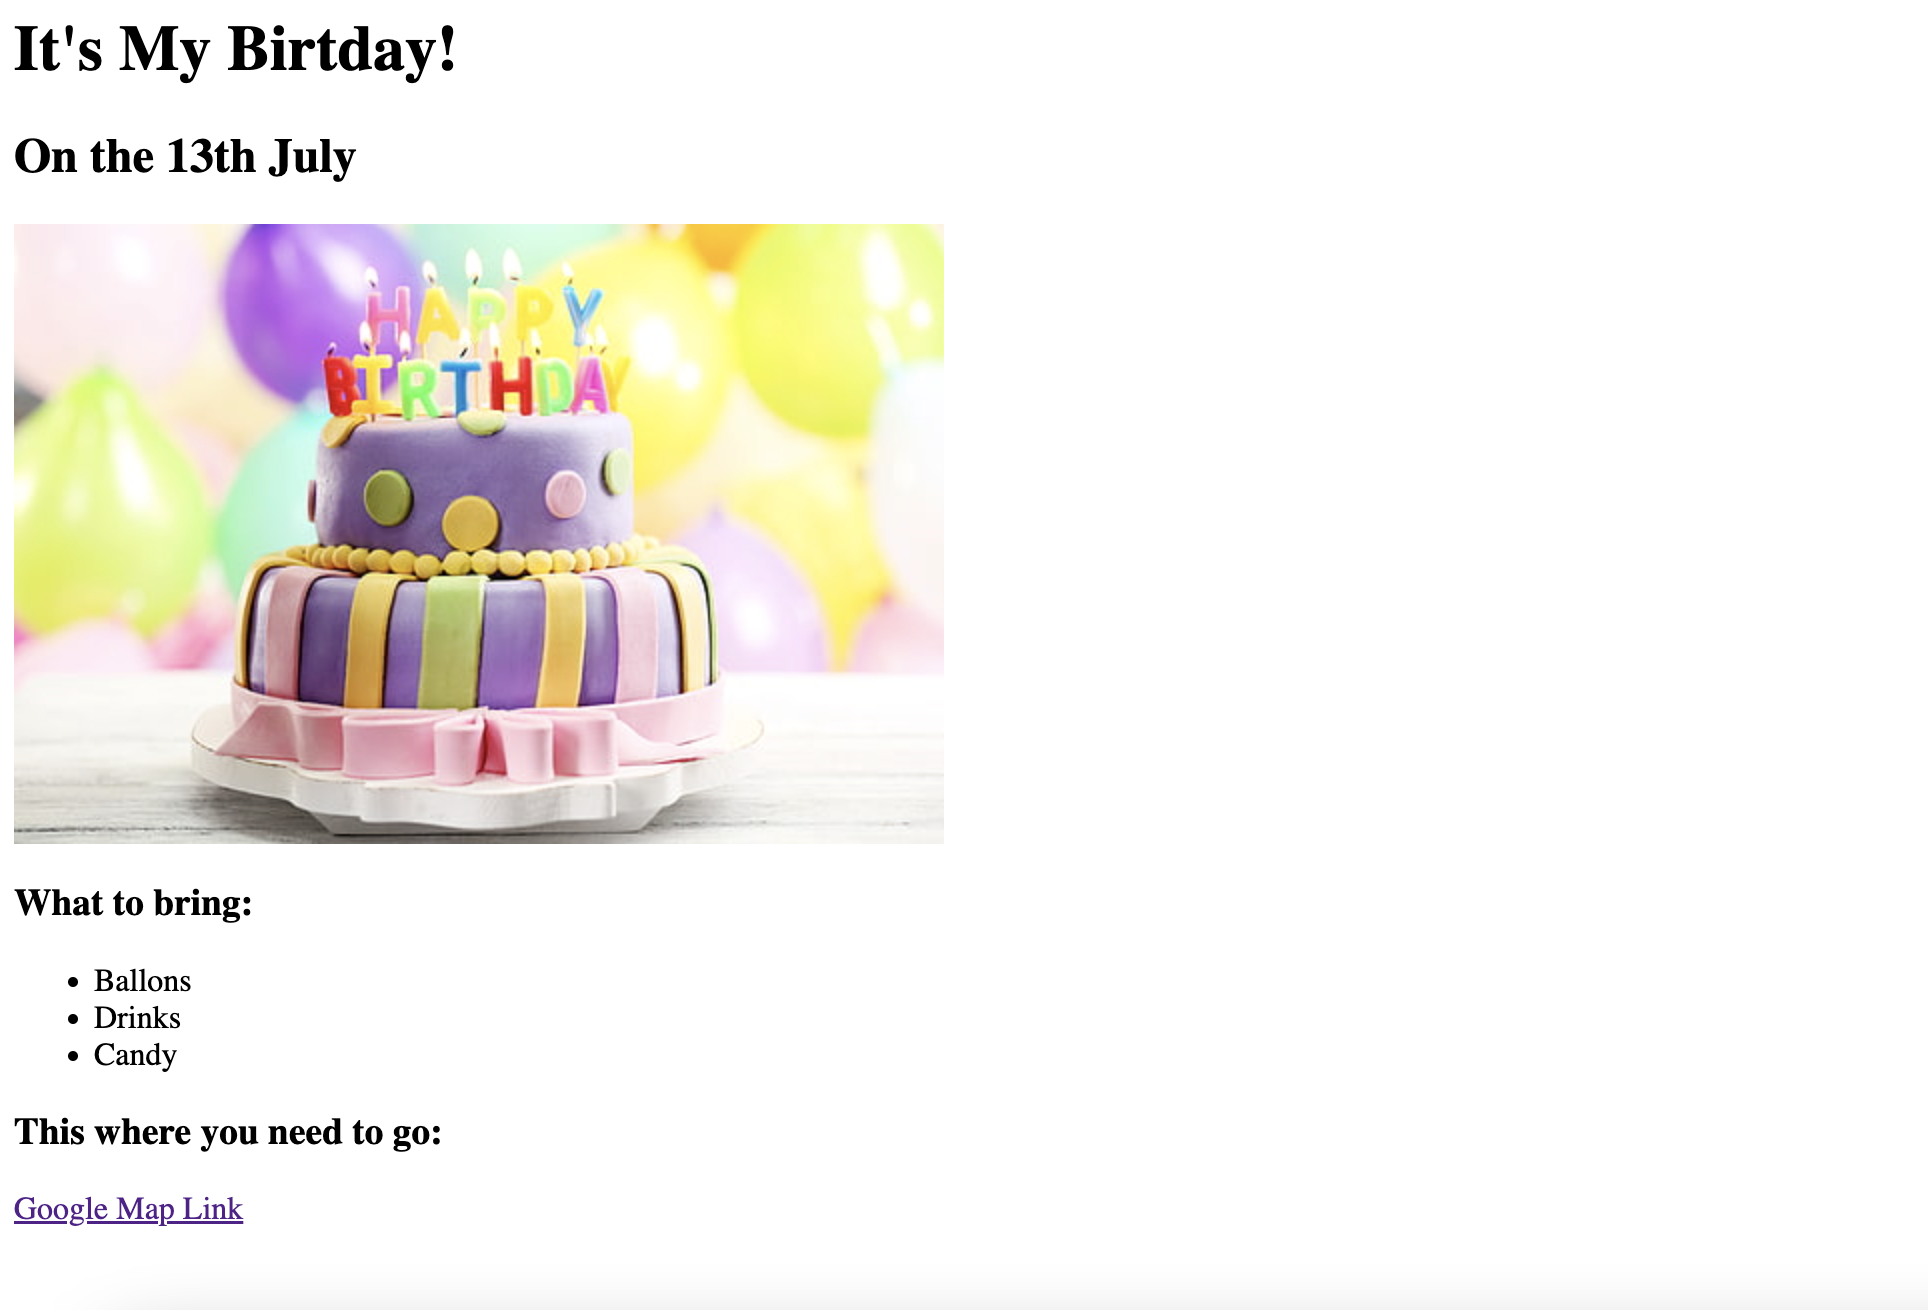 It's My Birtday!
On the 13th July
HAPPY
BIRTHDAY
What to bring:
Ballons
Drinks
Candy
This where you need to go:
Google Map Link